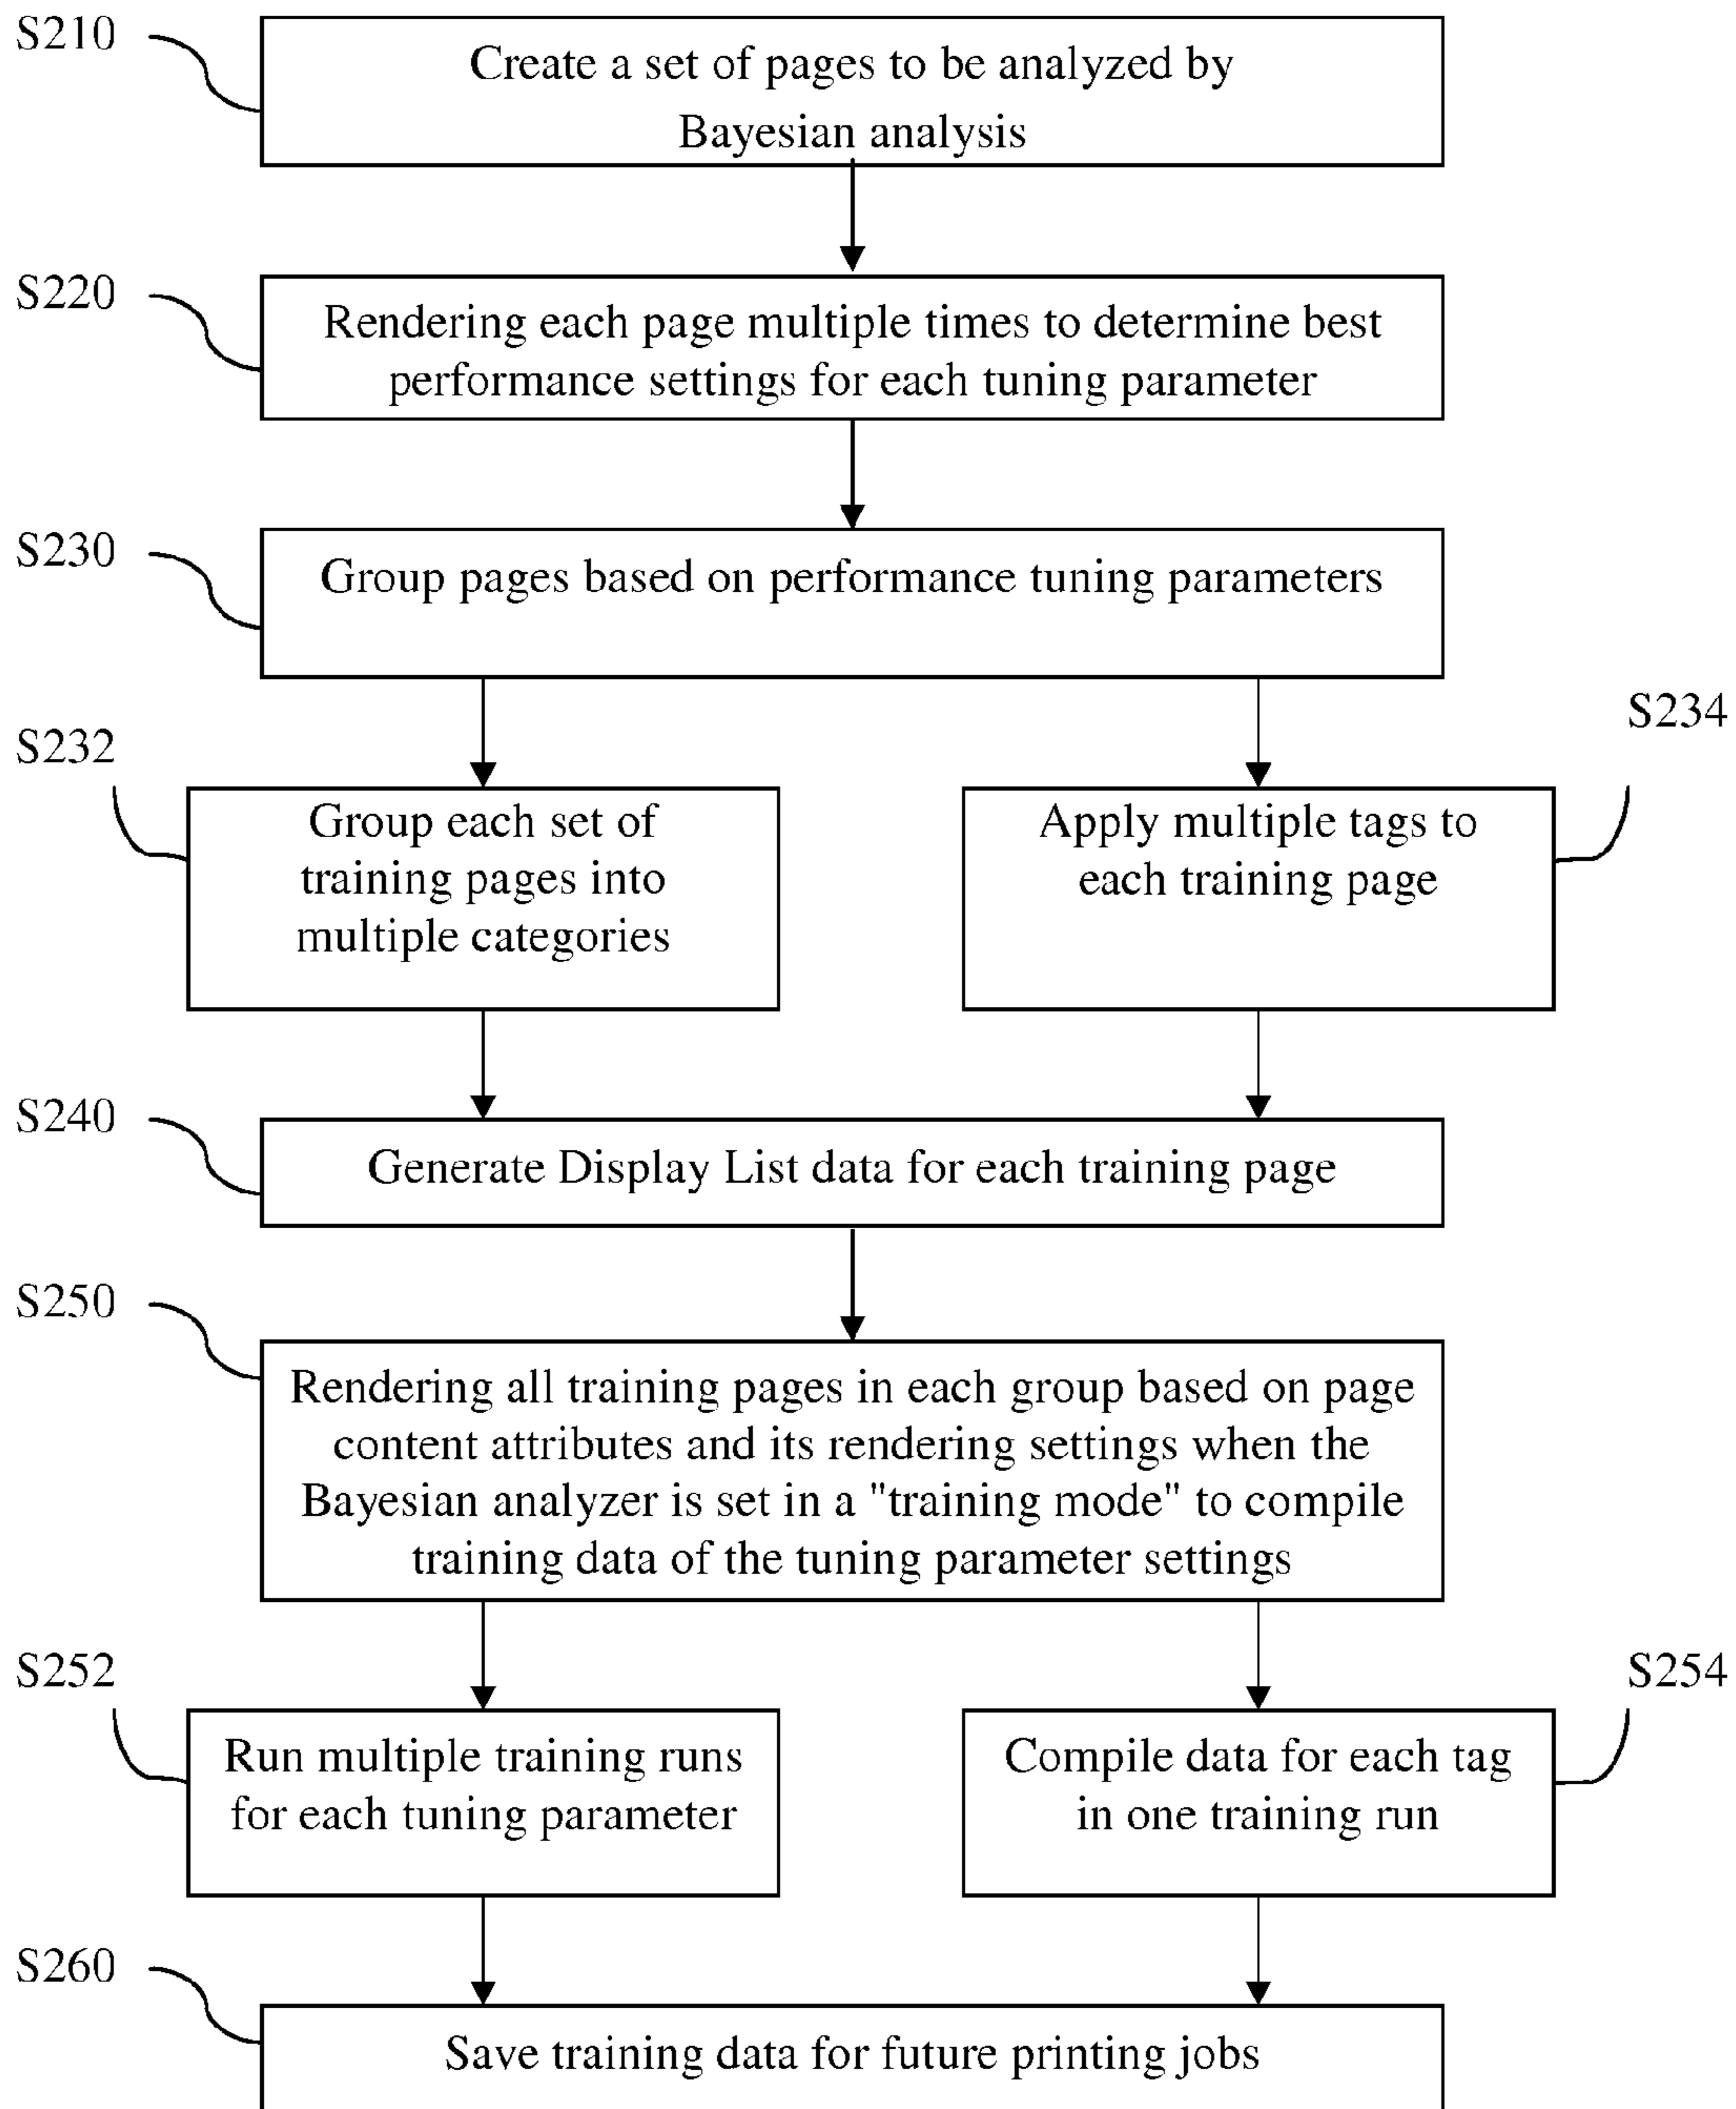 S210
Create a set of pages to be analyzed by
Bayesian analysis
S220
Rendering each page multiple times to determine best
performance settings for each tuning parameter
S230
Group pages based on performance tuning parameters
S232
Group each set of
training pages into
multiple categories
S234
Apply multiple tags to
each training page
S240
Generate Display List data for each training page
S250
Rendering all training pages in each group based on page
content attributes and its rendering settings when the
Bayesian analyzer is set in a "training mode" to compile
training data of the tuning parameter settings
S252
Run multiple training runs
for each tuning parameter
S254
Compile data for each tag
in one training run
S260
Save training data for future printing jobs